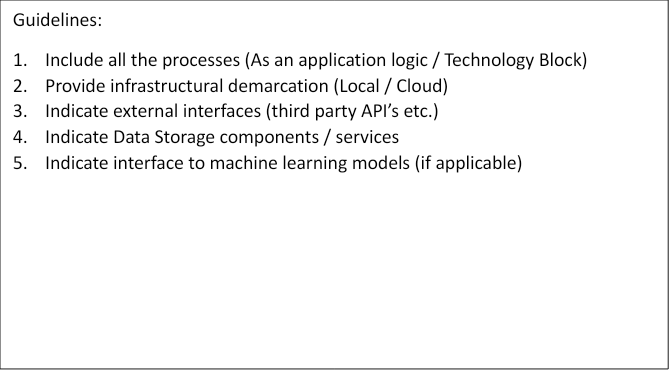 Guidelines:
1. Include all the processes (As an application logic / Technology Block)
2. Provide infrastructural demarcation (Local / Cloud)
3. Indicate external interfaces (third party API’s etc.)
4. Indicate Data Storage components / services
5. Indicate interface to machine learning models (if applicable)